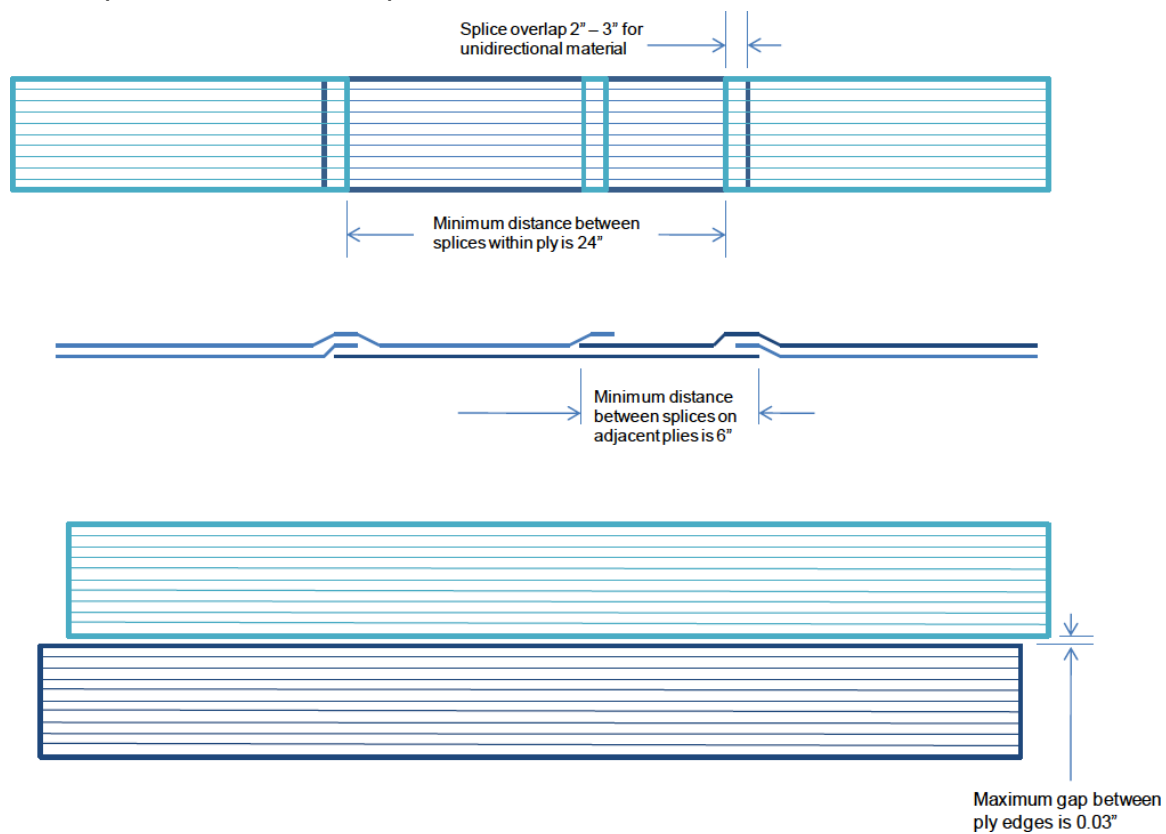 Splice overlap 2” – 3” for
unidirectional material
Minimum distance between
splices within ply is 24”
Minimum distance
between splices on
adjacent plies is 6”
Maximum gap between
ply edges is 0.03”